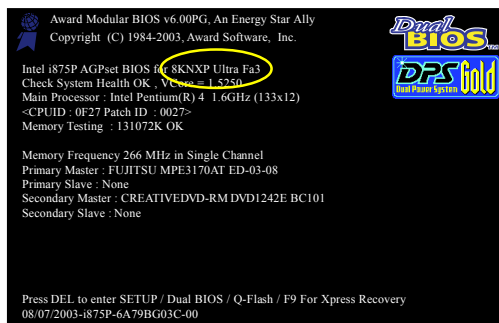 Award Modular BIOS v6.00PG, An Energy Star Ally
Copyright (C) 1984-2003, Award Software, Inc.
Dual
BIOS
DPS Gold
Dual Power System
Intel i875P AGPset BIOS for 8KNXP Ultra Fa3
Check System Health OK , VCore = 1.5250
Main Processor : Intel Pentium(R) 4 1.6GHz (133x12)
<CPUID : 0F27 Patch ID : 0027>
Memory Testing : 131072K OK
Memory Frequency 266 MHz in Single Channel
Primary Master : FUJITSU MPE3170AT ED-03-08
Primary Slave : None
Secondary Master : CREATIVEDVD-RM DVD1242E BC101
Secondary Slave : None
Press DEL to enter SETUP / Dual BIOS / Q-Flash / F9 For Xpress Recovery
08/07/2003-i875P-6A79BG03C-00